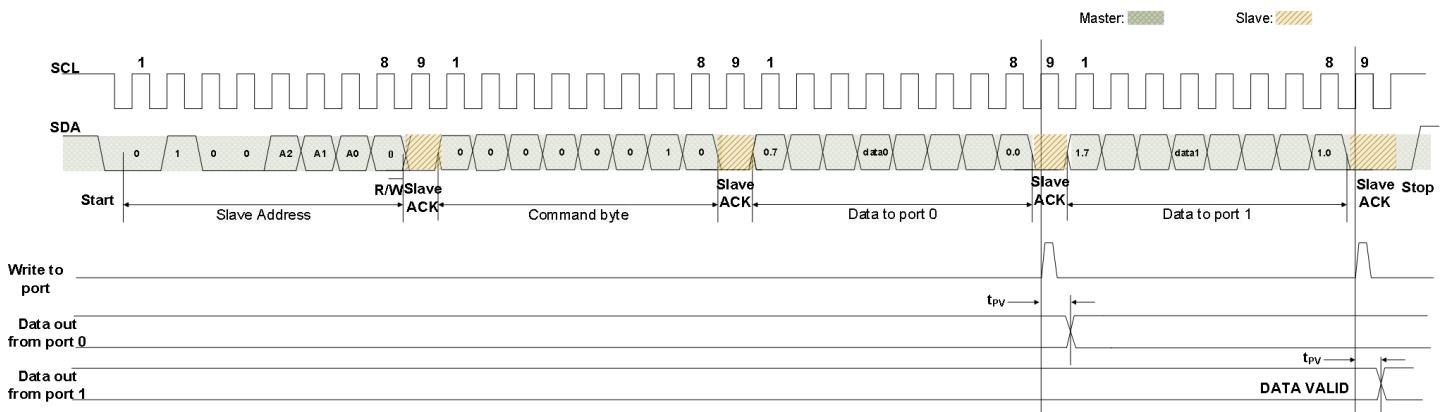 Master: Slave:
SCL 1 8 9 1 8 9 1 8 9 1 8 9
SDA
0 1 0 0 A2 A1 A0 0 0 0 0 0 0 0 1 0 0.7 data0 0.0 1.7 data1 1.0
Start R/W Slave ACK Slave ACK Slave ACK Slave ACK Stop
Slave Address Command byte Data to port 0 Data to port 1
Write to
port
tPV
Data out
from port 0
tPV
Data out
from port 1
DATA VALID